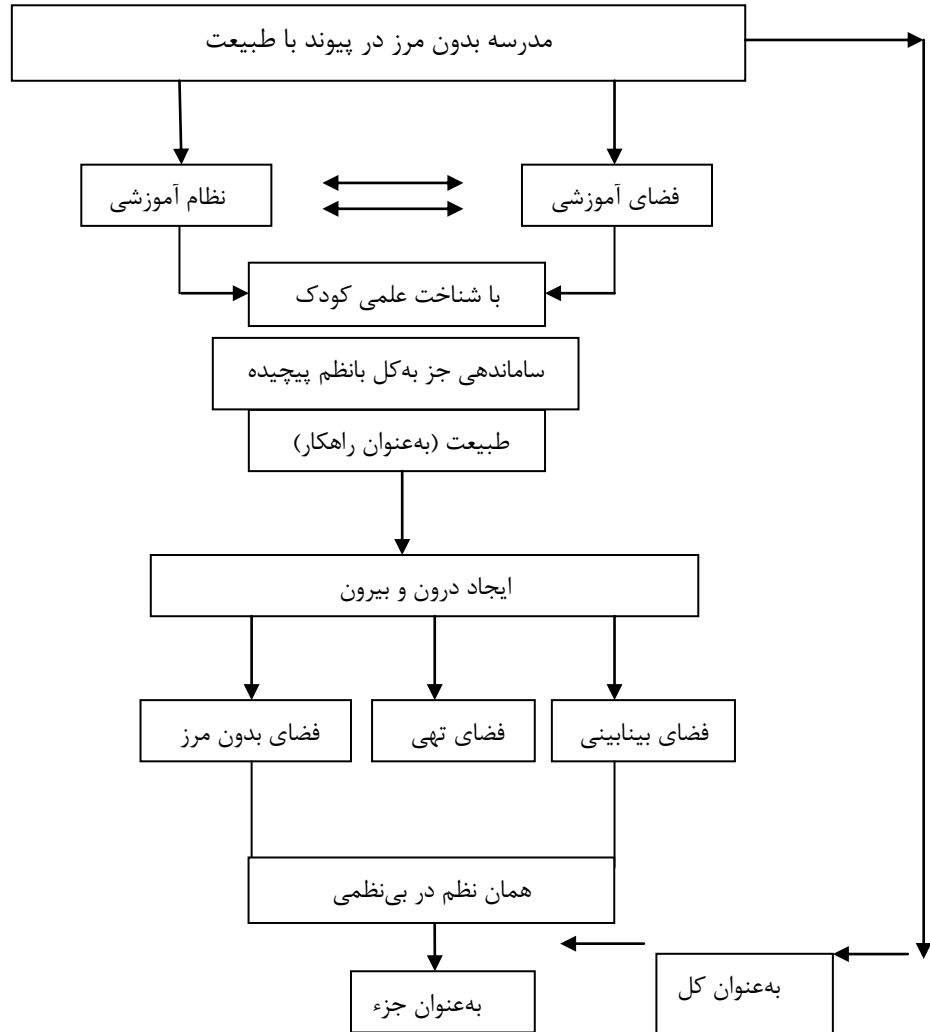 مدرسه بدون مرز در پیوند با طبیعت
فضای آموزشی
نظام آموزشی
با شناخت علمی کودک
ساماندهی جز به‌کل بانظم پیچیده
طبیعت (به‌عنوان راهکار)
ایجاد درون و بیرون
فضای بینابینی
فضای تهی
فضای بدون مرز
همان نظم در بی‌نظمی
به‌عنوان کل
به‌عنوان جزء